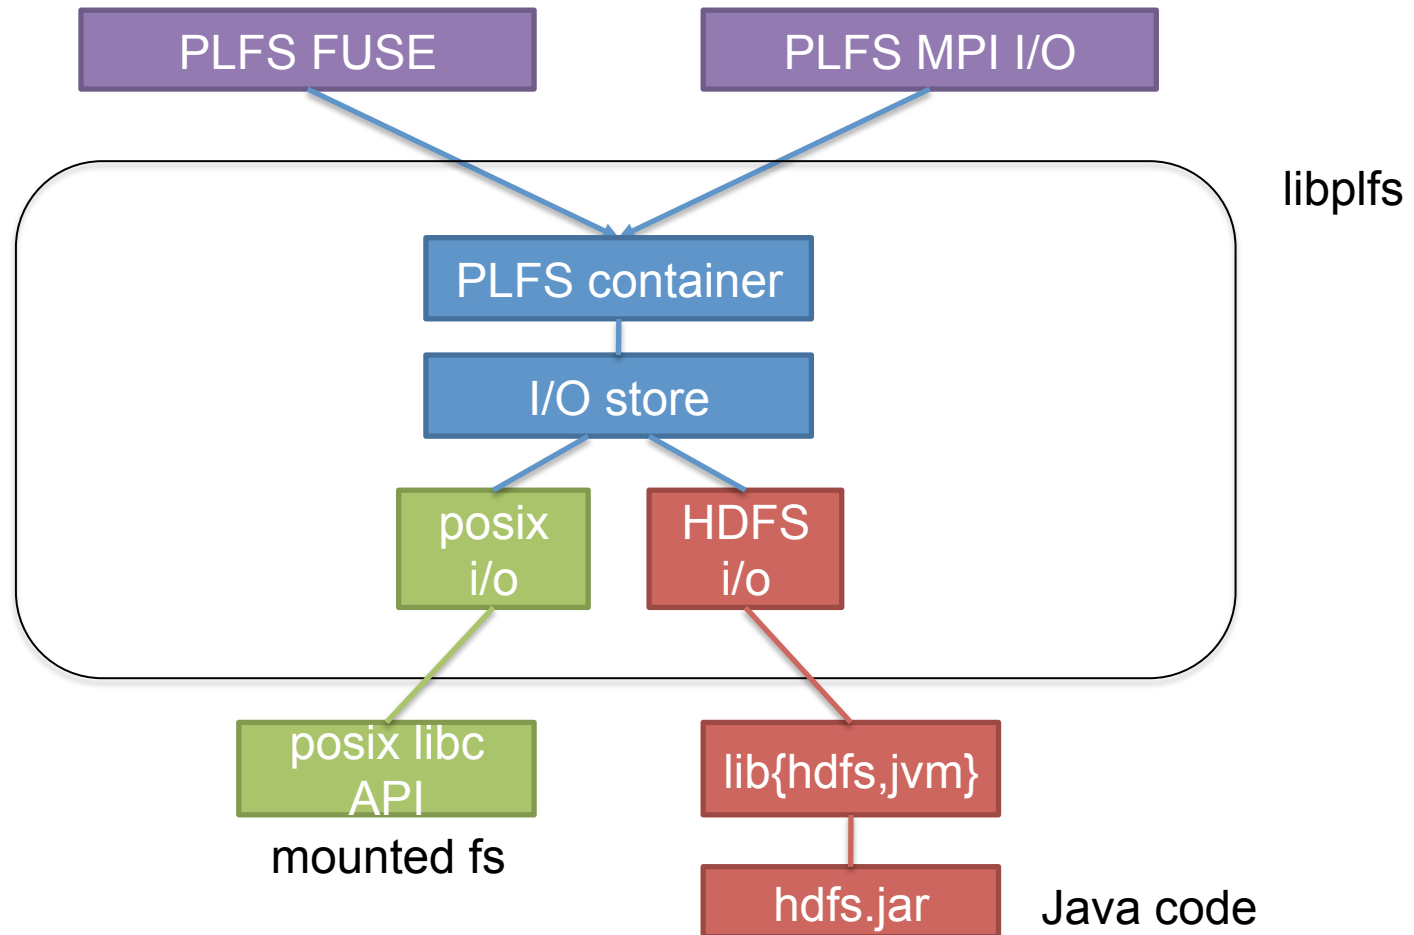 PLFS FUSE
PLFS MPI I/O
libplfs
PLFS container
I/O store
posix
i/o
HDFS
i/o
posix libc
API
lib{hdfs,jvm}
mounted fs
hdfs.jar
Java code